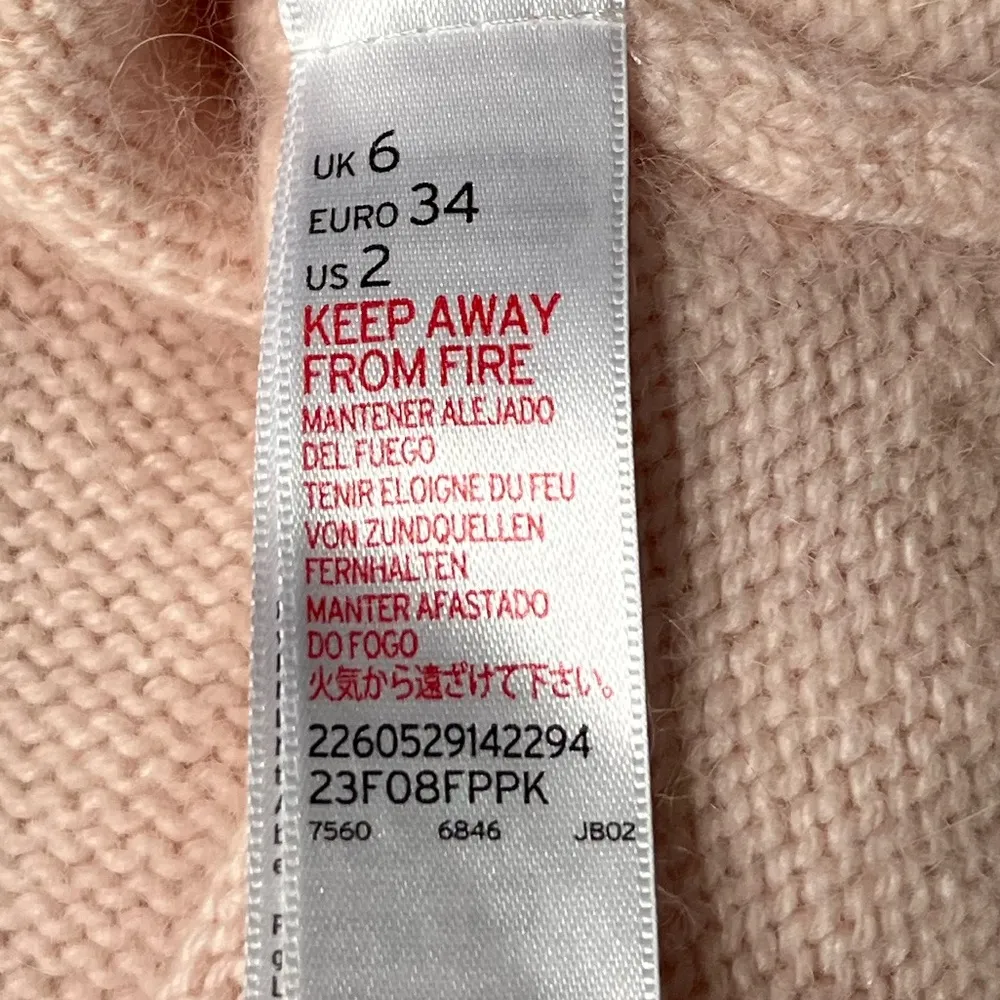 UK 6
EURO 34
US 2
KEEP AWAY
FROM FIRE
MANTENER ALEJADO
DEL FUEGO
TENIR ELOIGNE DU FEU
VON ZUNDQUELLEN
FERNHALTEN
MANTER AFASTADO
DO FOGO
火気から遠ざけて下さい。
2260529142294
23F08FPPK
7560 6846 JB02